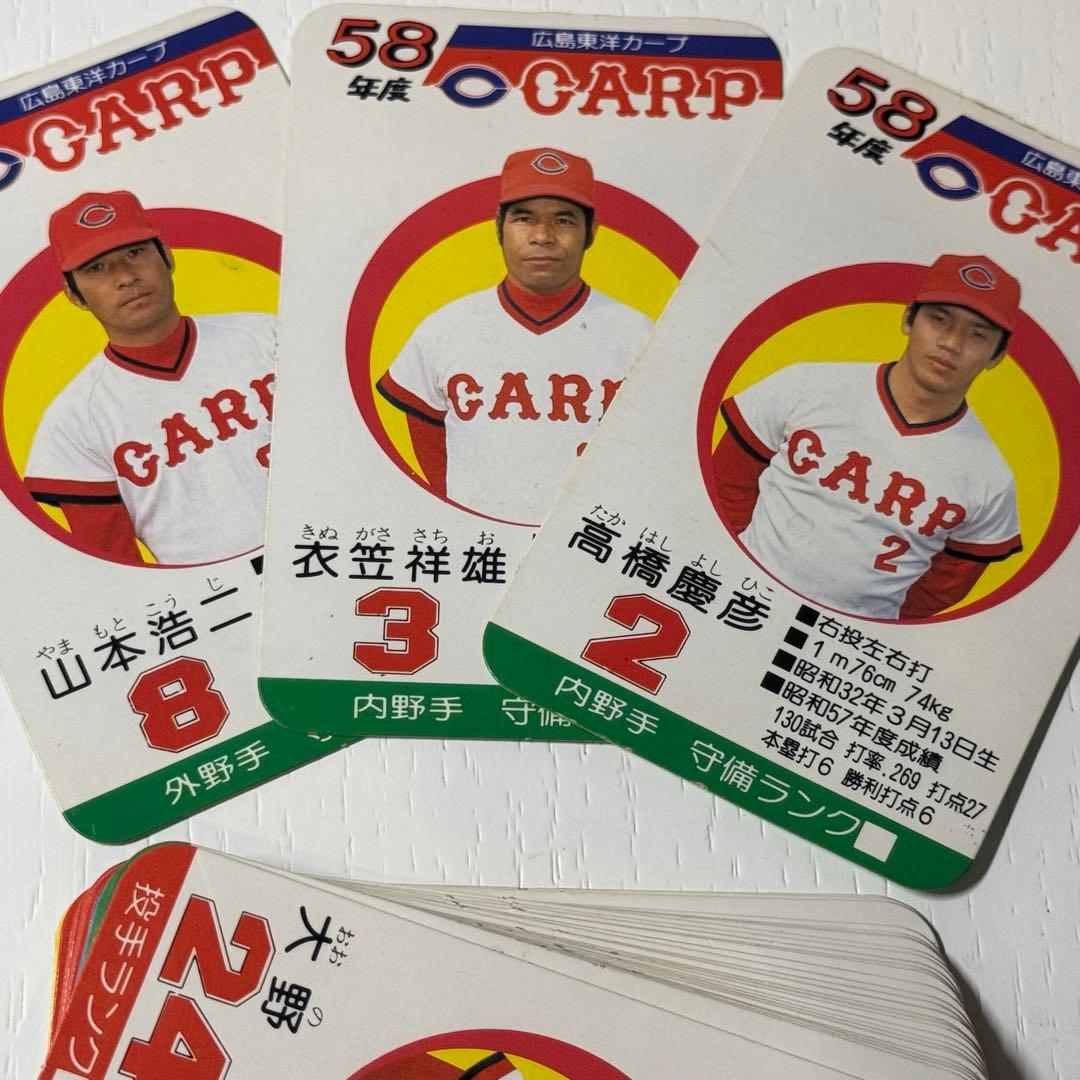 広島東洋カープ
CARP
CARP
やま もと こう じ
山本浩二
8
外野手
58
年度
広島東洋カープ
C CARP
C
CAR
きぬ がさ さち お
衣笠祥雄
3
内野手 守備
58
年度
広島東
C CA
C
CARP
2
たか はし よし ひこ
高橋慶彦
2
■右投左右打
■1m76cm 74kg
■昭和32年3月13日生
■昭和57年度成績
130試合 打率.269 打点27
本塁打6 勝利打点6
内野手 守備ランク
おお の
大野
24
投手ランク